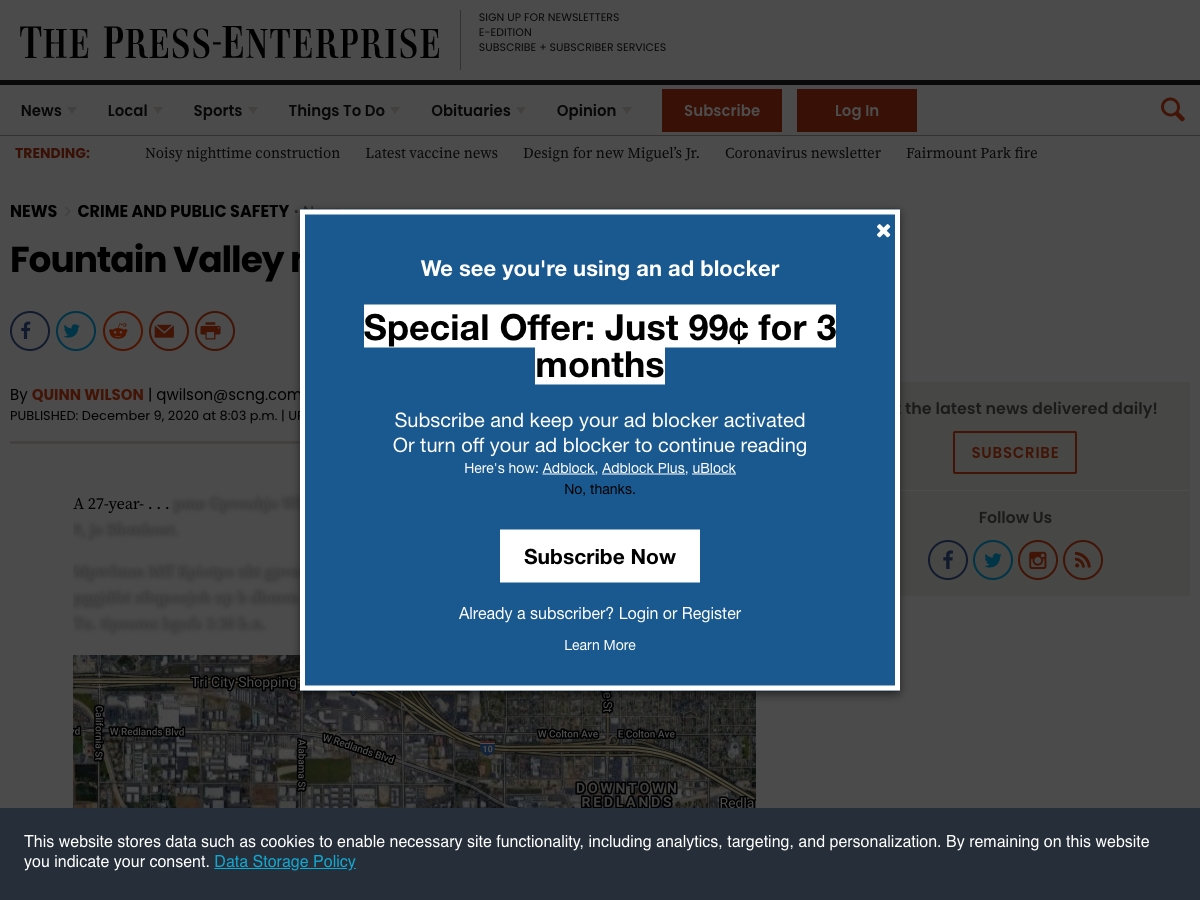 THE PRESS-ENTERPRISE
SIGN UP FOR NEWSLETTERS
E-EDITION
SUBSCRIBE + SUBSCRIBER SERVICES
News Local Sports Things To Do Obituaries Opinion Subscribe Log In
TRENDING: Noisy nighttime construction Latest vaccine news Design for new Miguel's Jr. Coronavirus newsletter Fairmount Park fire
NEWS CRIME AND PUBLIC SAFETY
Fountain Valley
By QUINN WILSON | qwilson@scng.com
PUBLISHED: December 9, 2020 at 8:03 p.m. |
A 27-year- . . .
We see you're using an ad blocker
Special Offer: Just 99¢ for 3
months
Subscribe and keep your ad blocker activated
Or turn off your ad blocker to continue reading
Here's how: Adblock, Adblock Plus, uBlock
No, thanks.
Subscribe Now
Already a subscriber? Login or Register
Learn More
the latest news delivered daily!
SUBSCRIBE
Follow Us
Tri City Shopping
California St
W Redlands Blvd
Alabama St
W Redlands Blvd
10
W Colton Ave
E Colton Ave
DOWNTOWN
REDLANDS
Redla
This website stores data such as cookies to enable necessary site functionality, including analytics, targeting, and personalization. By remaining on this website
you indicate your consent. Data Storage Policy